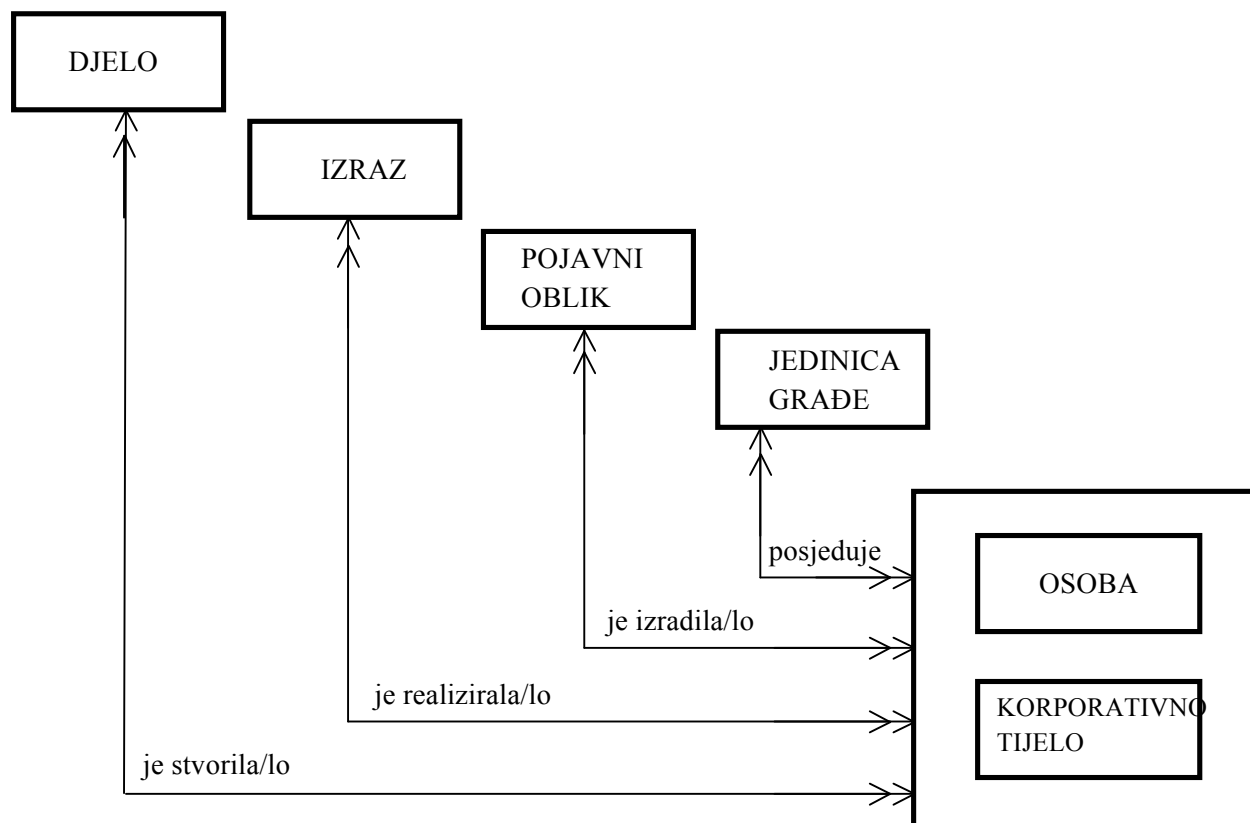 DJELO
IZRAZ
POJAVNI
OBLIK
JEDINICA
GRAĐE
posjeduje
OSOBA
je izradila/lo
je realizirala/lo
KORPORATIVNO
TIJELO
je stvorila/lo